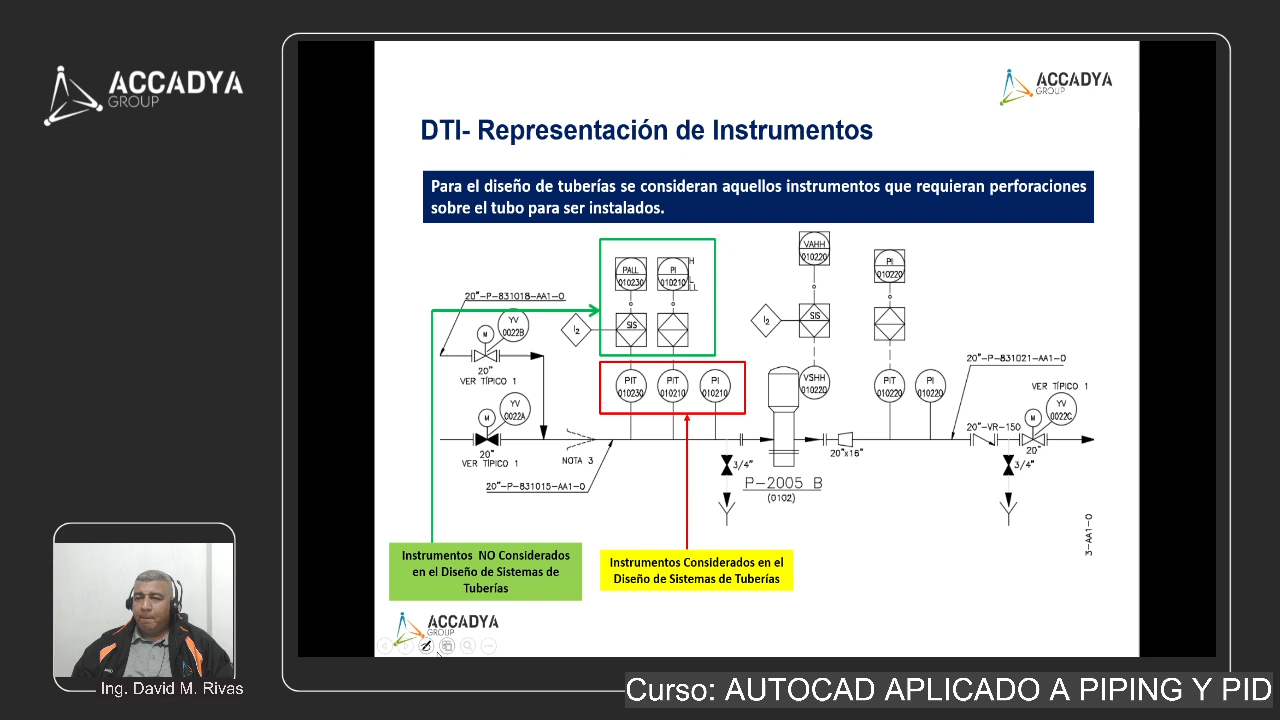 ACCADYA
GROUP
ACCADYA
GROUP
DTI- Representación de Instrumentos
Para el diseño de tuberías se consideran aquellos instrumentos que requieran perforaciones
sobre el tubo para ser instalados.
VAHH
010220
PALL
010230
PI
010210
H
L
PI
010220
20"-P-831018-AA1-0
YV
0022B
M
I2
SIS
I2
SIS
20"
VER TÍPICO 1
PIT
010230
PIT
010210
PI
010210
VSHH
010220
PIT
010220
PI
010220
20"-P-831021-AA1-0
VER TÍPICO 1
YV
0022A
M
YV
0022C
M
20"-VR-150
20"
VER TÍPICO 1
NOTA 3
20"x16"
20"
3/4"
3/4"
20"-P-831015-AA1-0
P-2005 B
(0102)
3-AA1-0
Instrumentos NO Considerados
en el Diseño de Sistemas de
Tuberías
Instrumentos Considerados en el
Diseño de Sistemas de Tuberías
ACCADYA
GROUP
Ing. David M. Rivas
Curso: AUTOCAD APLICADO A PIPING Y PID